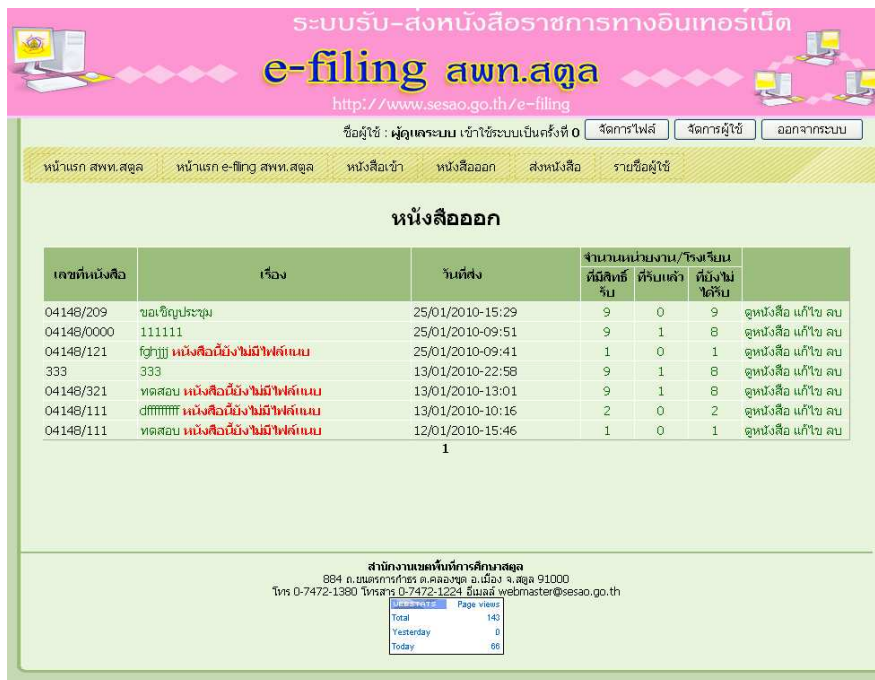 ระบบรับ-ส่งหนังสือราชการทางอินเทอร์เน็ต
e-filing สพท.สตูล
http://www.sesao.go.th/e-filing
ชื่อผู้ใช้ : ผู้ดูแลระบบ เข้าใช้ระบบเป็นครั้งที่ 0 จัดการไฟล์ จัดการผู้ใช้ ออกจากระบบ
หน้าแรก สพท.สตูล หน้าแรก e-filing สพท.สตูล หนังสือเข้า หนังสือออก ส่งหนังสือ รายชื่อผู้ใช้
หนังสือออก
เลขที่หนังสือ เรื่อง วันที่ส่ง จำนวนหน่วยงาน/โรงเรียน
ที่มีสิทธิ์รับ ที่รับแล้ว ที่ยังไม่ได้รับ
04148/209 ขอเชิญประชุม 25/01/2010-15:29 9 0 9 ดูหนังสือ แก้ไข ลบ
04148/0000 111111 25/01/2010-09:51 9 1 8 ดูหนังสือ แก้ไข ลบ
04148/121 fghjjj หนังสือนี้ยังไม่มีไฟล์แนบ 25/01/2010-09:41 1 0 1 ดูหนังสือ แก้ไข ลบ
333 333 13/01/2010-22:58 9 1 8 ดูหนังสือ แก้ไข ลบ
04148/321 ทดสอบ หนังสือนี้ยังไม่มีไฟล์แนบ 13/01/2010-13:01 9 1 8 ดูหนังสือ แก้ไข ลบ
04148/111 หนังสือนี้ยังไม่มีไฟล์แนบ 13/01/2010-10:16 2 0 2 ดูหนังสือ แก้ไข ลบ
04148/111 ทดสอบ หนังสือนี้ยังไม่มีไฟล์แนบ 12/01/2010-15:46 1 0 1 ดูหนังสือ แก้ไข ลบ
1
สำนักงานเขตพื้นที่การศึกษาสตูล
884 ถ.ยนตรการกำธร ต.คลองขุด อ.เมือง จ.สตูล 91000
โทร 0-7472-1380 โทรสาร 0-7472-1224 อีเมลล์ webmaster@sesao.go.th
WEBSTATS Page views
Total 143
Yesterday 0
Today 66